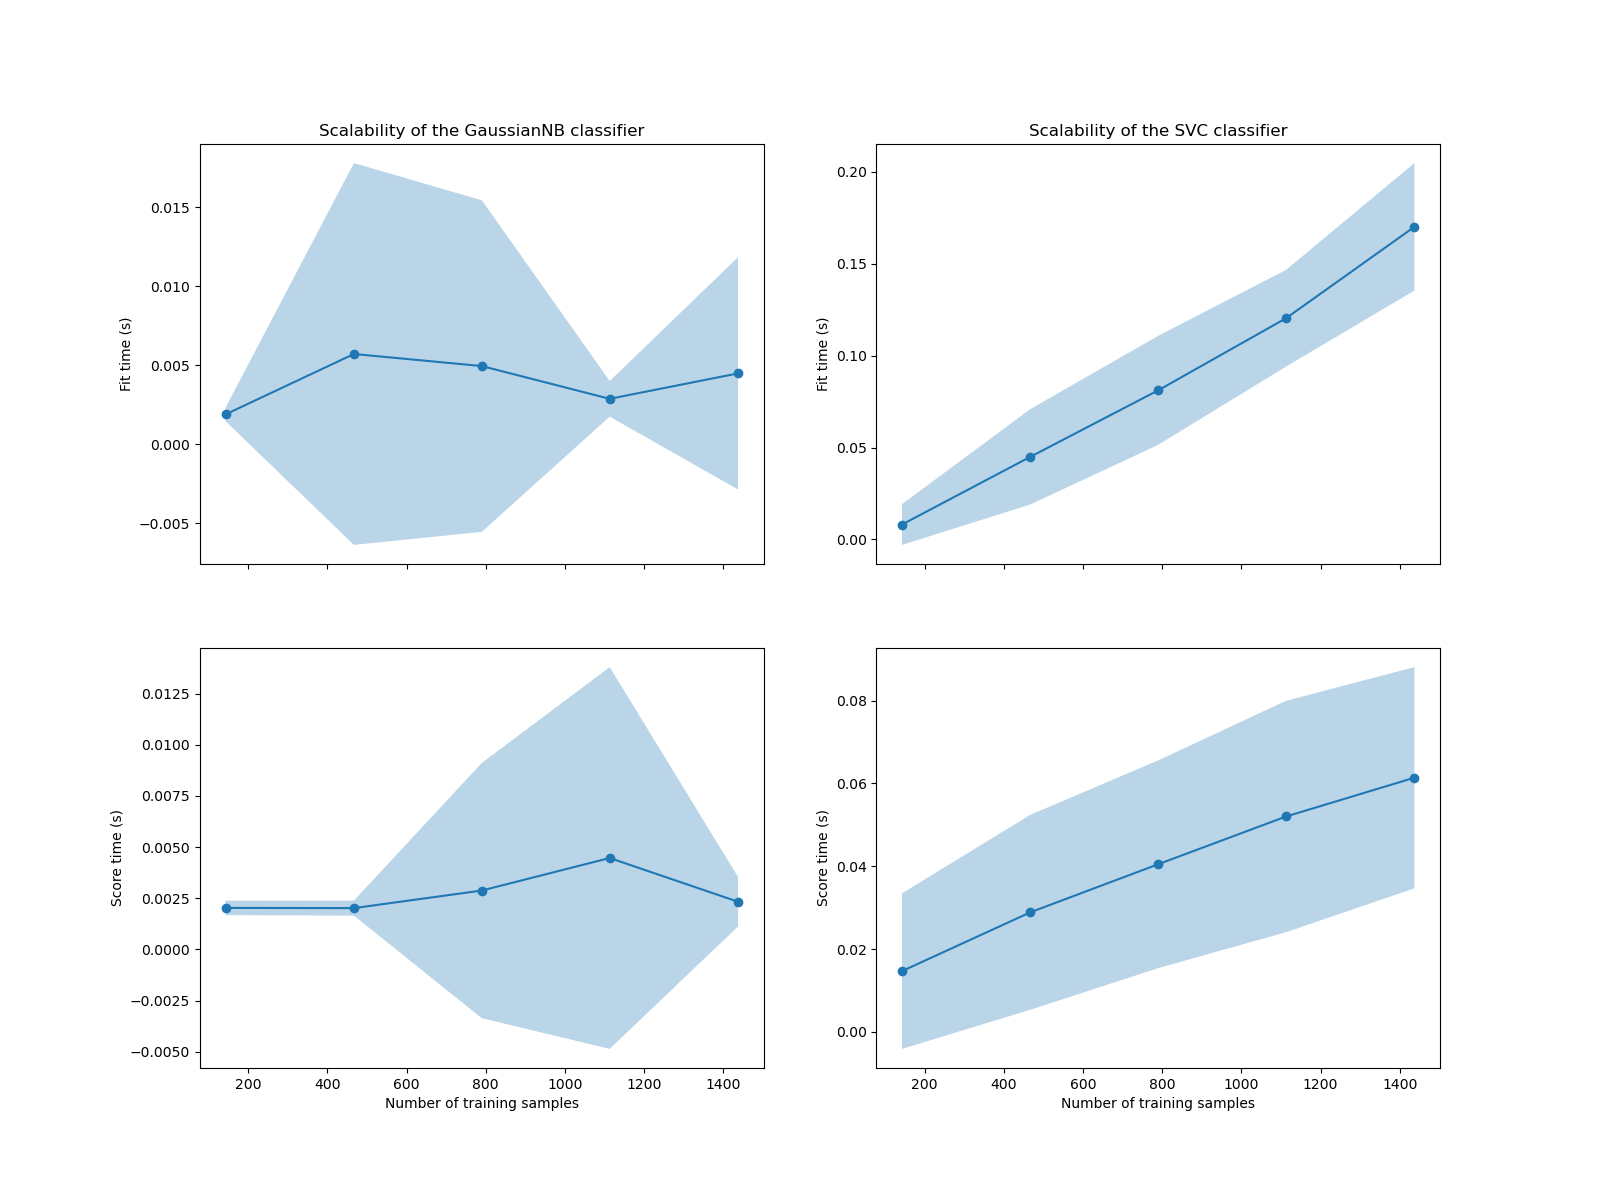 Scalability of the GaussianNB classifier
Fit time (s)
0.015
0.010
0.005
0.000
−0.005
Scalability of the SVC classifier
Fit time (s)
0.20
0.15
0.10
0.05
0.00
Score time (s)
0.0125
0.0100
0.0075
0.0050
0.0025
0.0000
−0.0025
−0.0050
200 400 600 800 1000 1200 1400
Number of training samples
Score time (s)
0.08
0.06
0.04
0.02
0.00
200 400 600 800 1000 1200 1400
Number of training samples